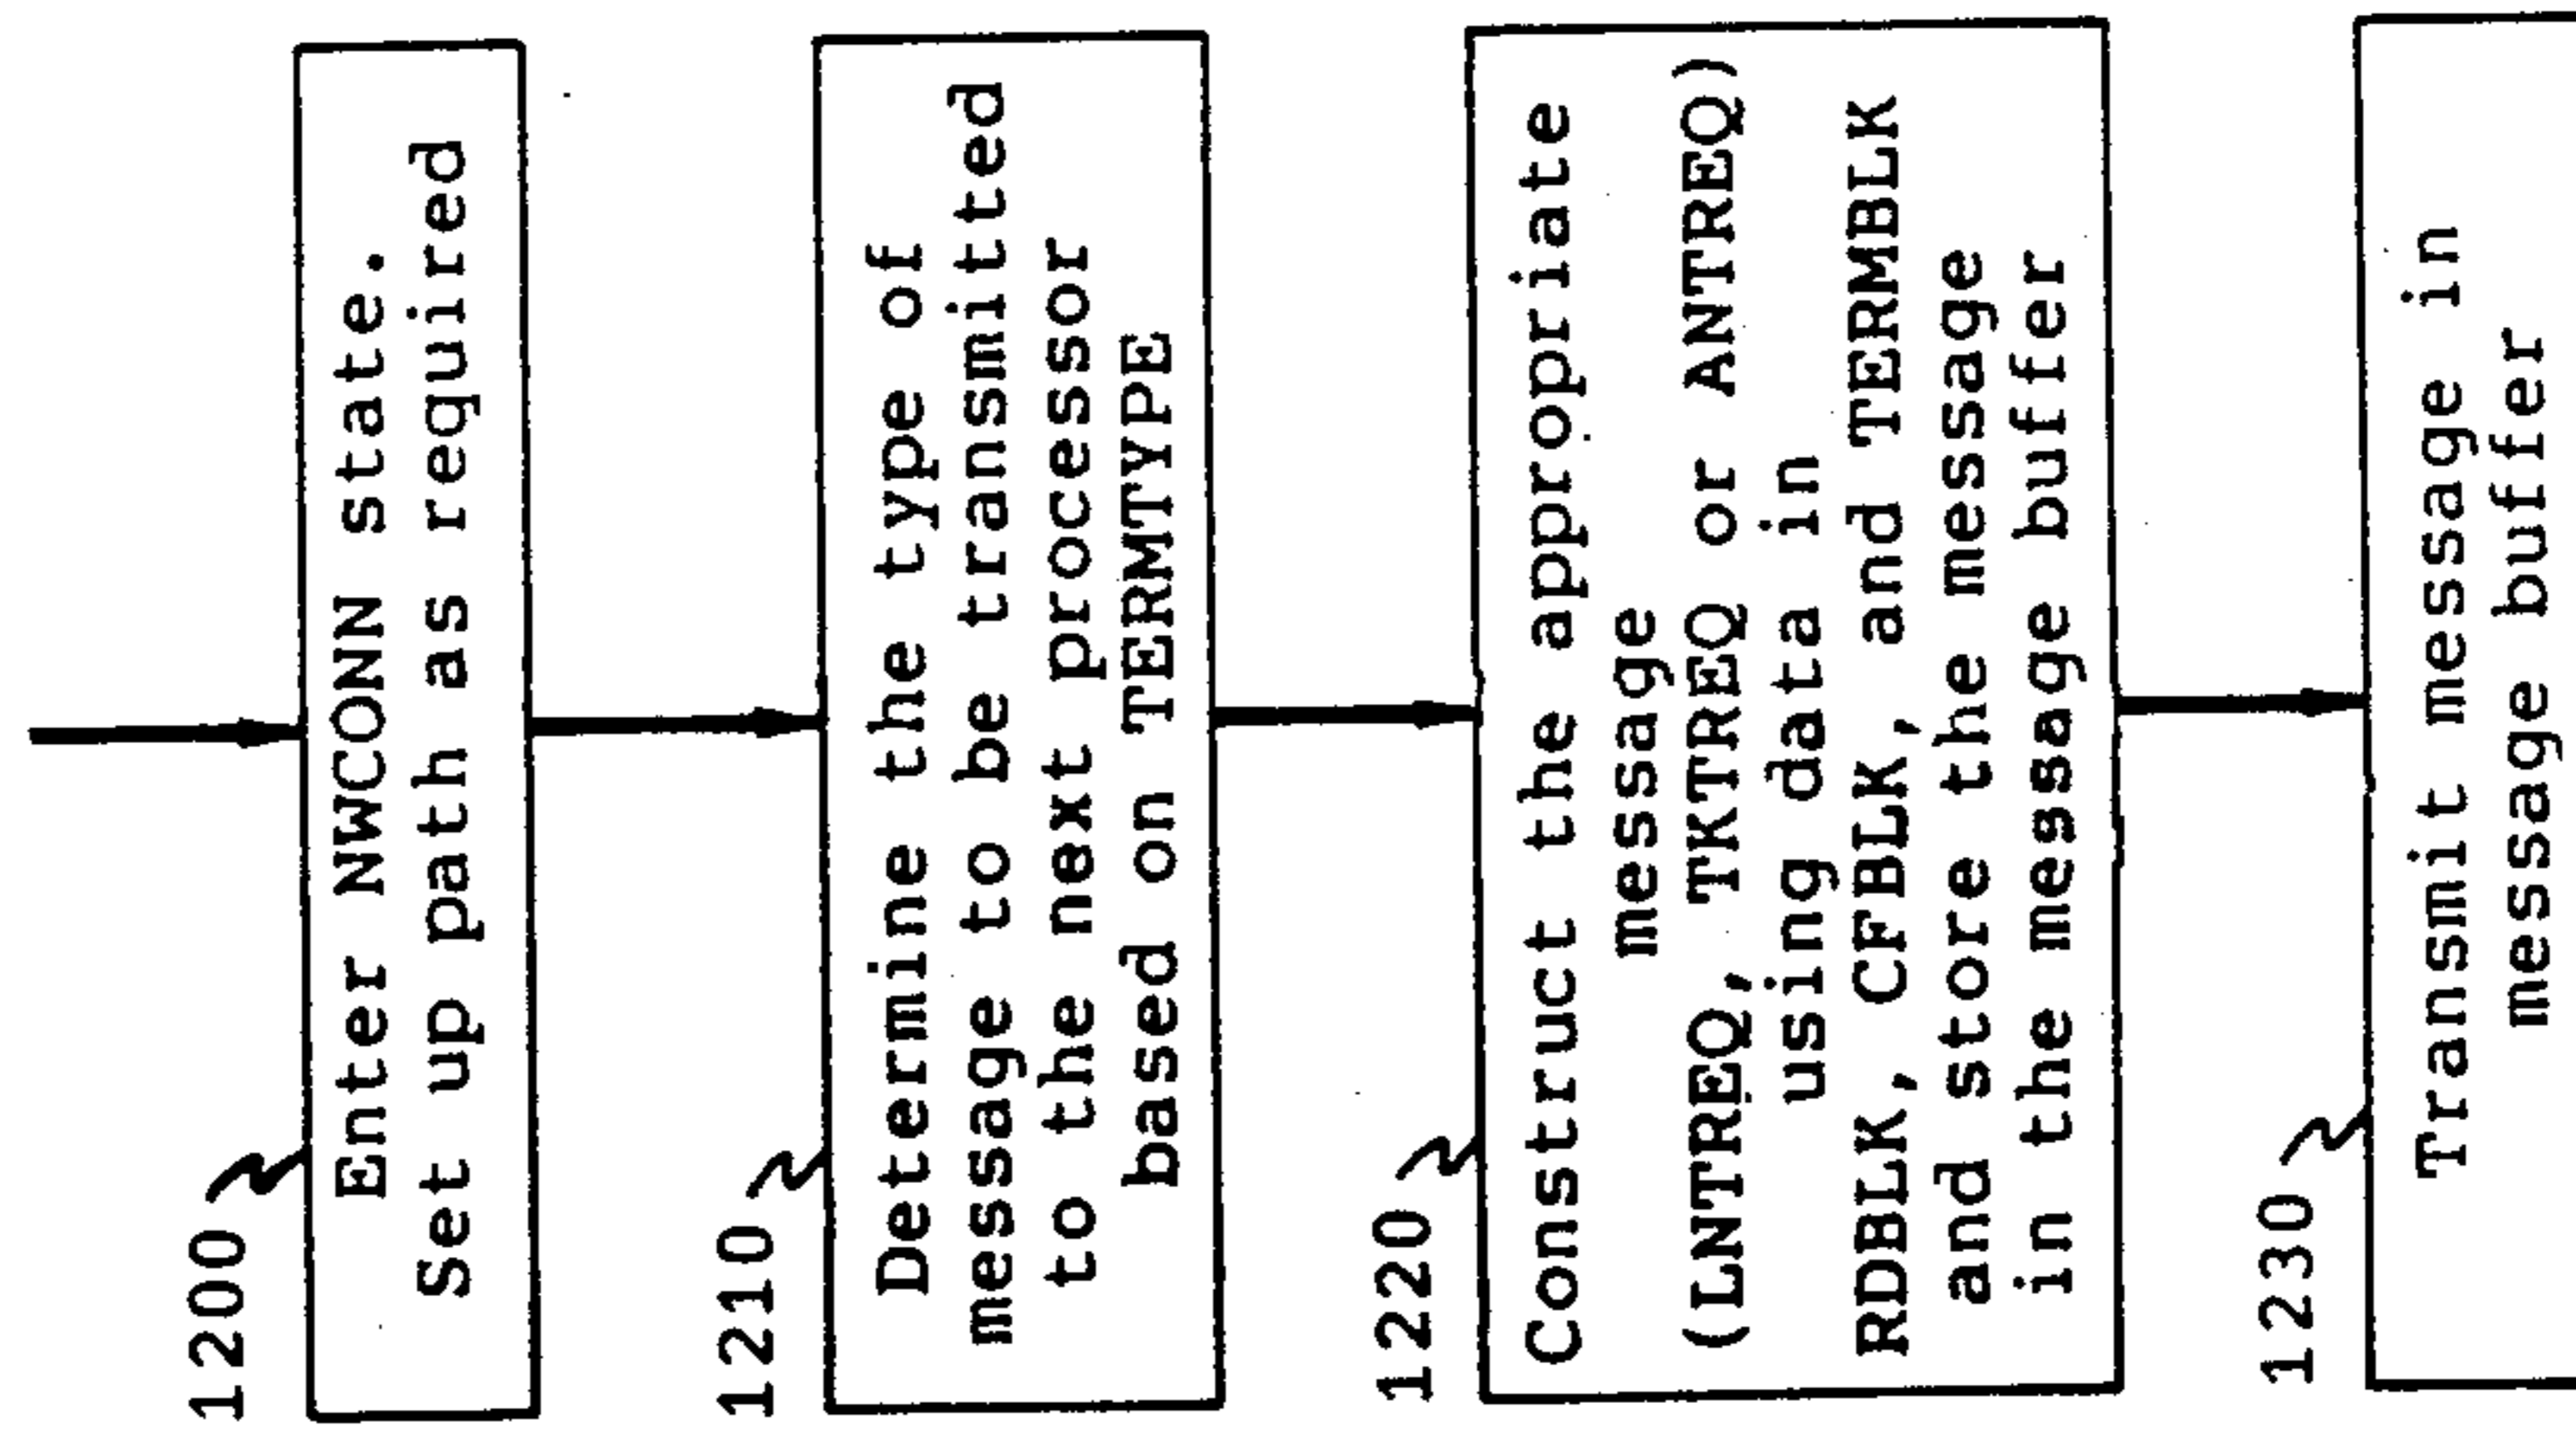 1200
Enter NWCONN state.
Set up path as required
1210
Determine the type of
message to be transmitted
to the next processor
based on TERMTYPE
1220
Construct the appropriate
message
(LNTREQ, TKTREQ or ANTREQ)
using data in
RDBLK, CFBLK, and TERMBLK
and store the message
in the message buffer
1230
Transmit message in
message buffer